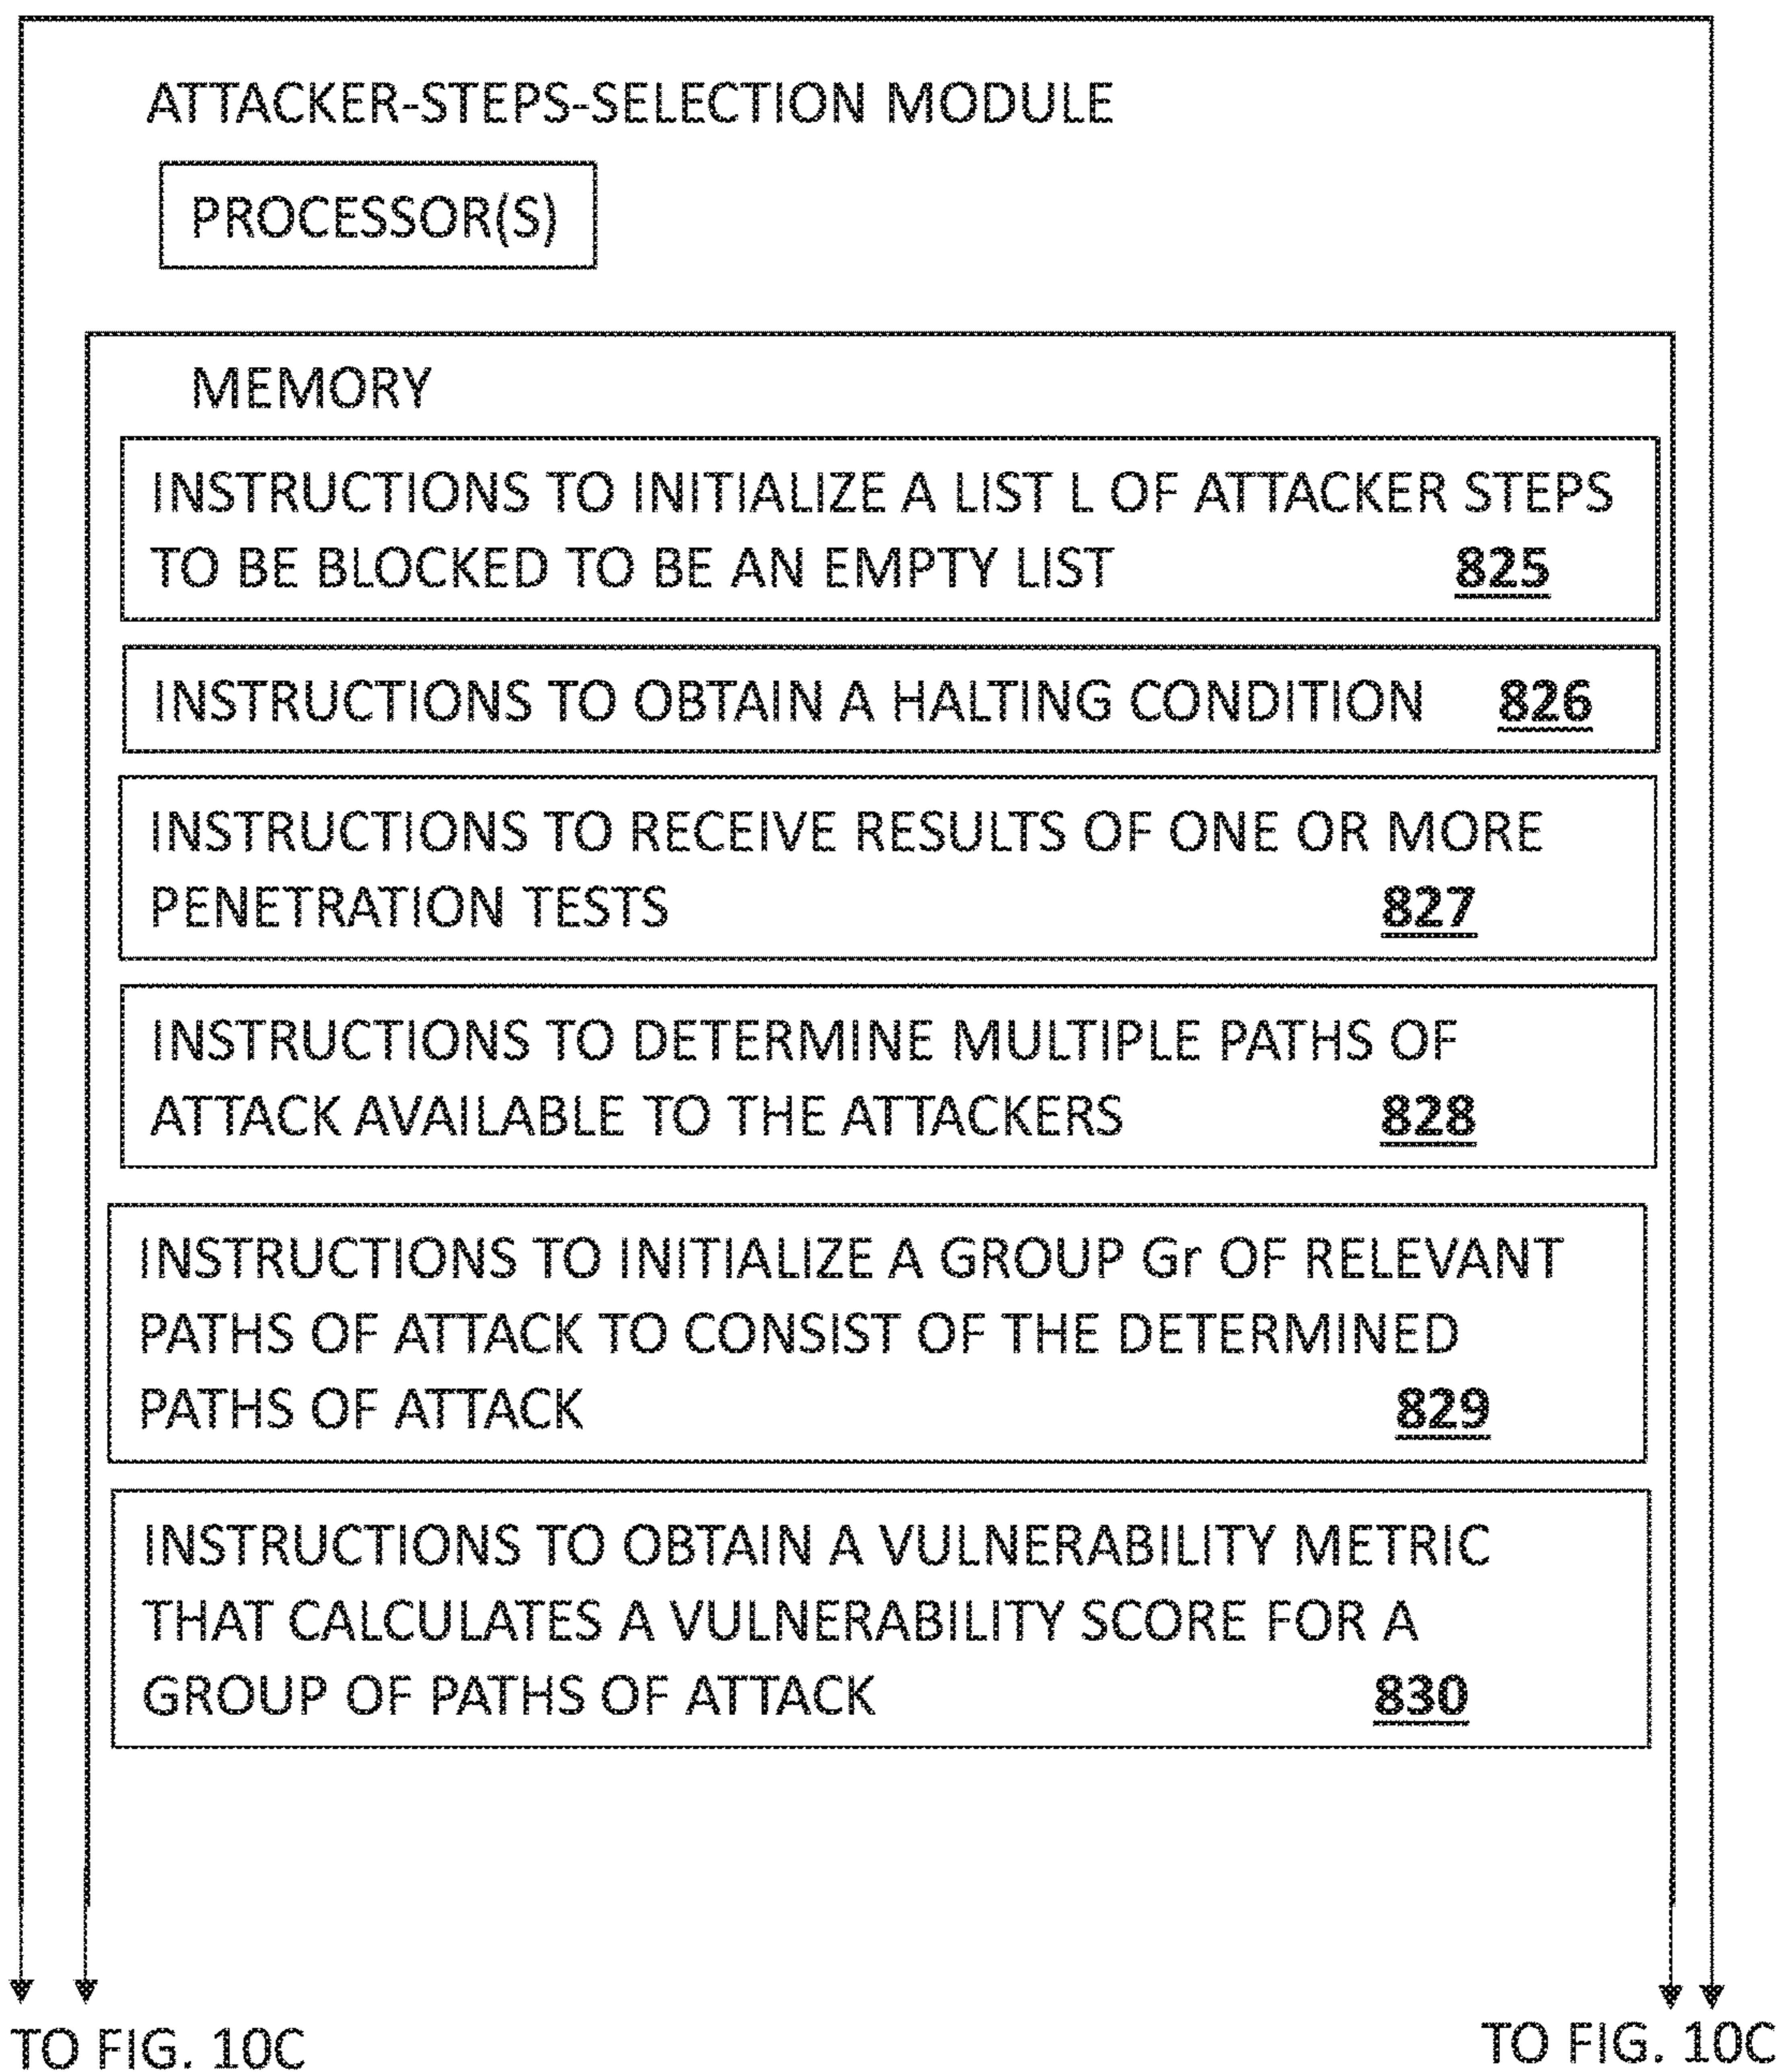 ATTACKER-STEPS-SELECTION MODULE
PROCESSOR(S)
MEMORY
INSTRUCTIONS TO INITIALIZE A LIST L OF ATTACKER STEPS
TO BE BLOCKED TO BE AN EMPTY LIST 825
INSTRUCTIONS TO OBTAIN A HALTING CONDITION 826
INSTRUCTIONS TO RECEIVE RESULTS OF ONE OR MORE
PENETRATION TESTS 827
INSTRUCTIONS TO DETERMINE MULTIPLE PATHS OF
ATTACK AVAILABLE TO THE ATTACKERS 828
INSTRUCTIONS TO INITIALIZE A GROUP Gr OF RELEVANT
PATHS OF ATTACK TO CONSIST OF THE DETERMINED
PATHS OF ATTACK 829
INSTRUCTIONS TO OBTAIN A VULNERABILITY METRIC
THAT CALCULATES A VULNERABILITY SCORE FOR A
GROUP OF PATHS OF ATTACK 830
TO FIG. 10C
TO FIG. 10C